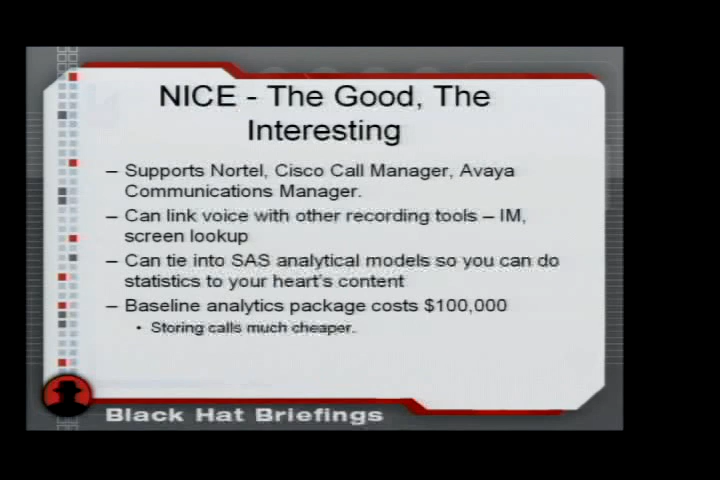 NICE - The Good, The
Interesting
– Supports Nortel, Cisco Call Manager, Avaya
Communications Manager.
– Can link voice with other recording tools – IM,
screen lookup
– Can tie into SAS analytical models so you can do
statistics to your heart's content
– Baseline analytics package costs $100,000
• Storing calls much cheaper.
Black Hat Briefings